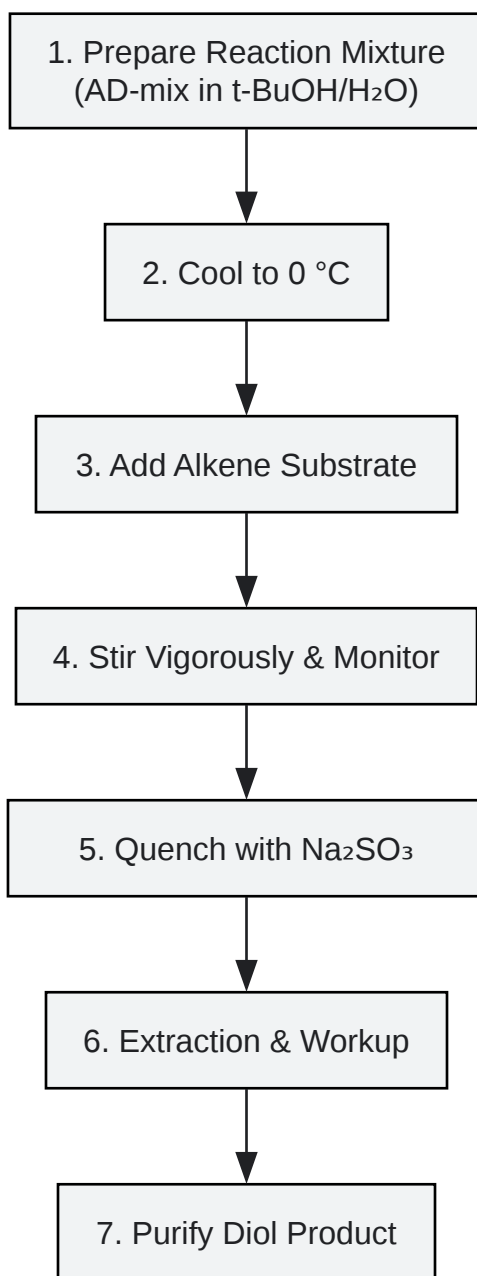 1. Prepare Reaction Mixture
(AD-mix in t-BuOH/H₂O)
2. Cool to 0 °C
3. Add Alkene Substrate
4. Stir Vigorously & Monitor
5. Quench with Na₂SO₃
6. Extraction & Workup
7. Purify Diol Product